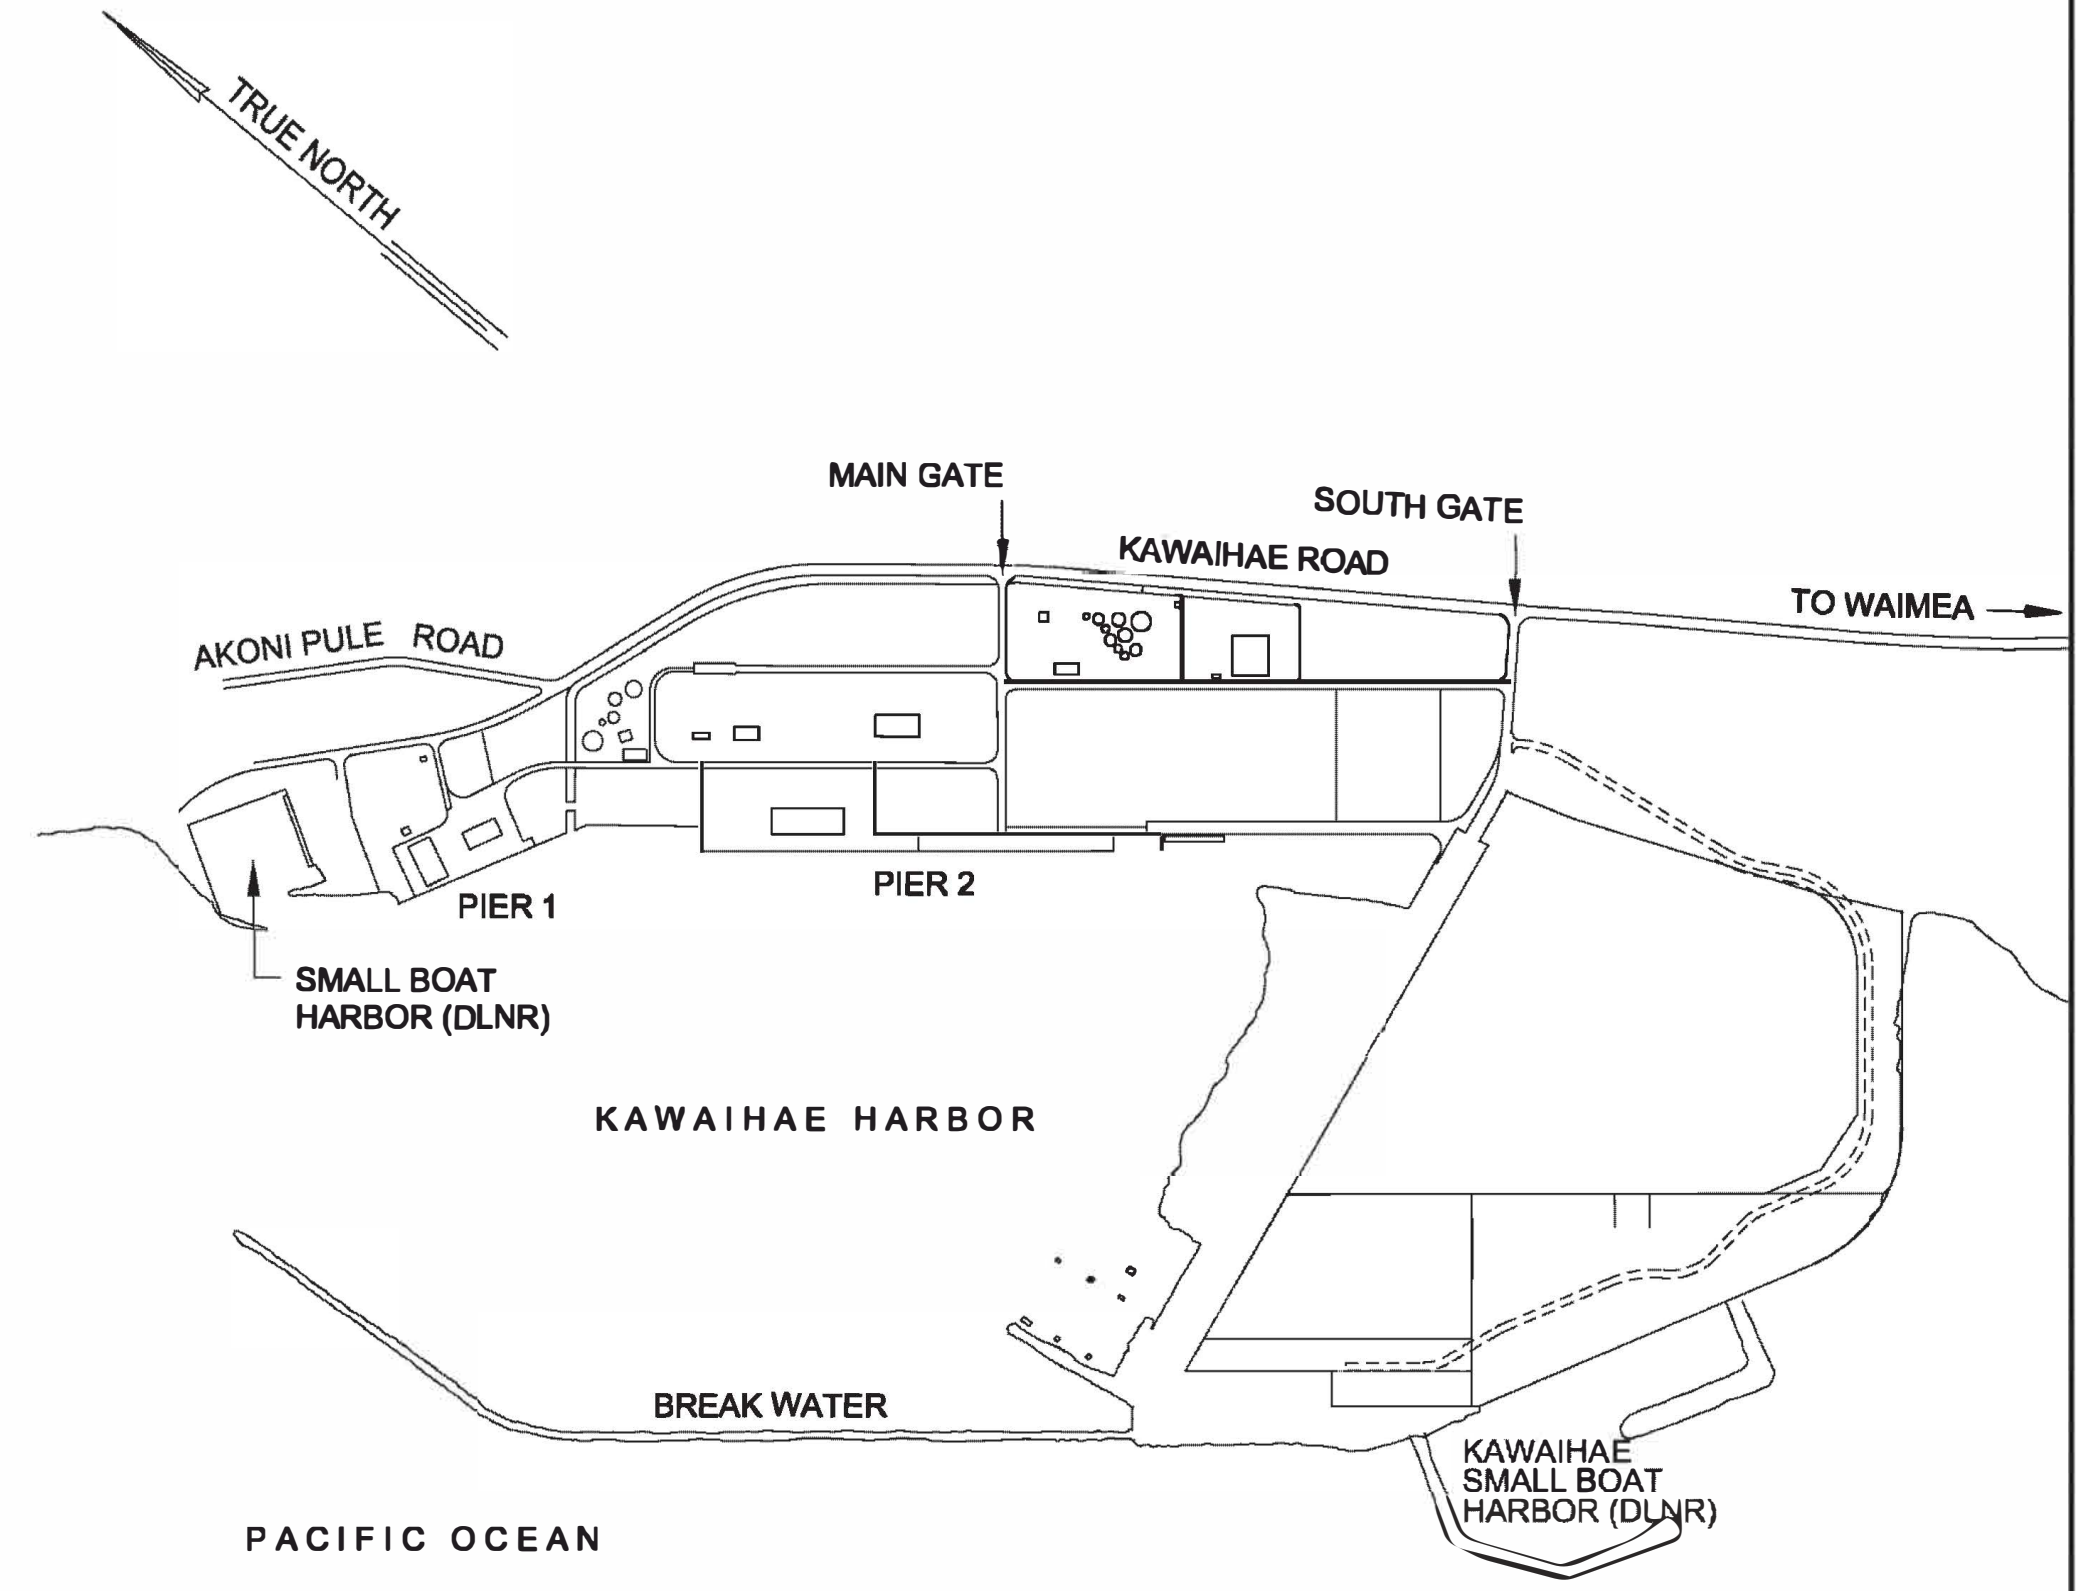 TRUE NORTH
MAIN GATE
SOUTH GATE
KAWAIHAE ROAD
TO WAIMEA
AKONI PULE ROAD
PIER 2
PIER 1
SMALL BOAT
HARBOR (DLNR)
KAWAIHAE HARBOR
BREAK WATER
KAWAIHAE
SMALL BOAT
HARBOR (DLNR)
PACIFIC OCEAN